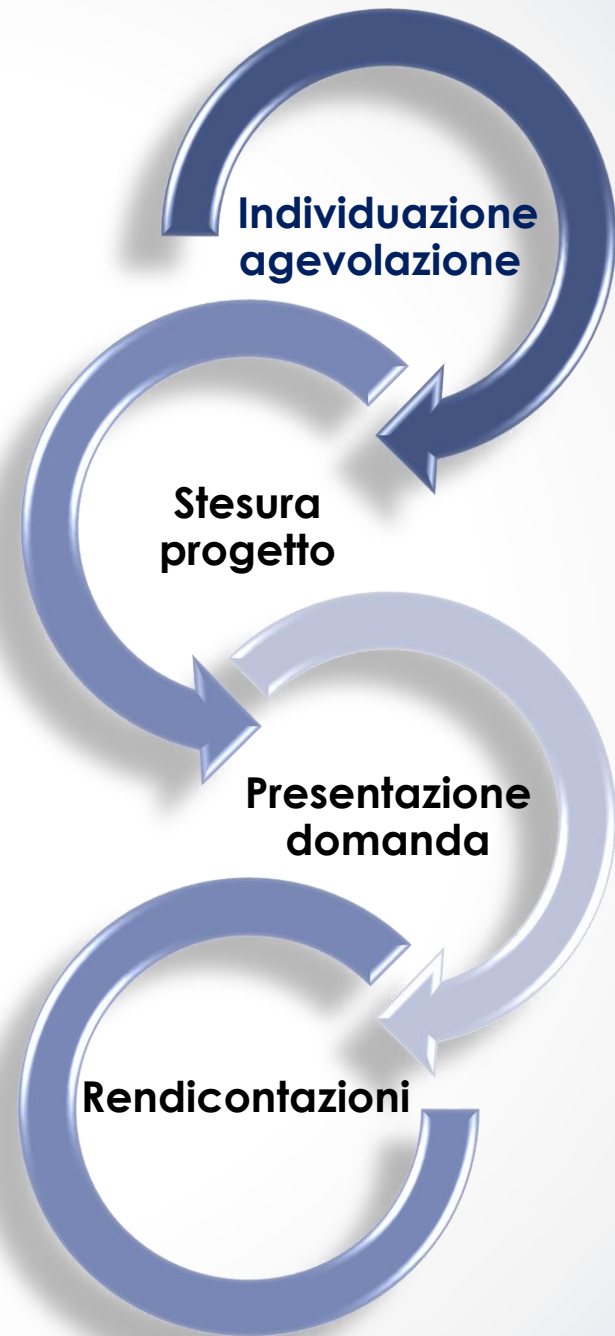 Individuazione
agevolazione
Stesura
progetto
Presentazione
domanda
Rendicontazioni